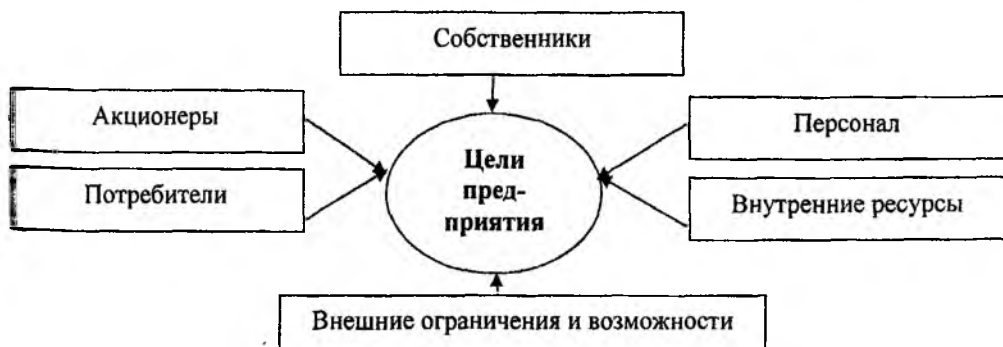 Собственники
Акционеры
Персонал
Цели
пред-
приятия
Потребители
Внутренние ресурсы
Внешние ограничения и возможности